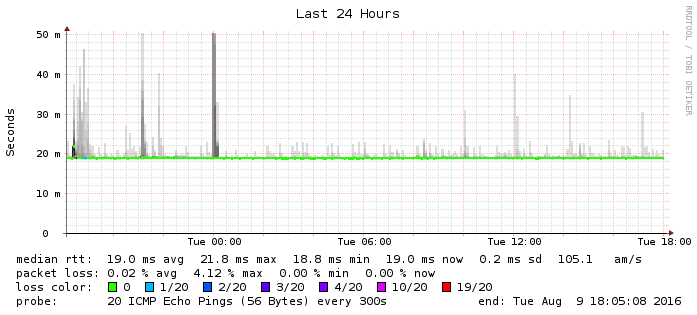 Last 24 Hours
RRDTOOL / TOBI OETIKER
Seconds
50 m
40 m
30 m
20 m
10 m
0
Tue 00:00 Tue 06:00 Tue 12:00 Tue 18:00
median rtt: 19.0 ms avg 21.8 ms max 18.8 ms min 19.0 ms now 0.2 ms sd 105.1 am/s
packet loss: 0.02 % avg 4.12 % max 0.00 % min 0.00 % now
loss color: 0 1/20 2/20 3/20 4/20 10/20 19/20
probe: 20 ICMP Echo Pings (56 Bytes) every 300s end: Tue Aug 9 18:05:08 2016